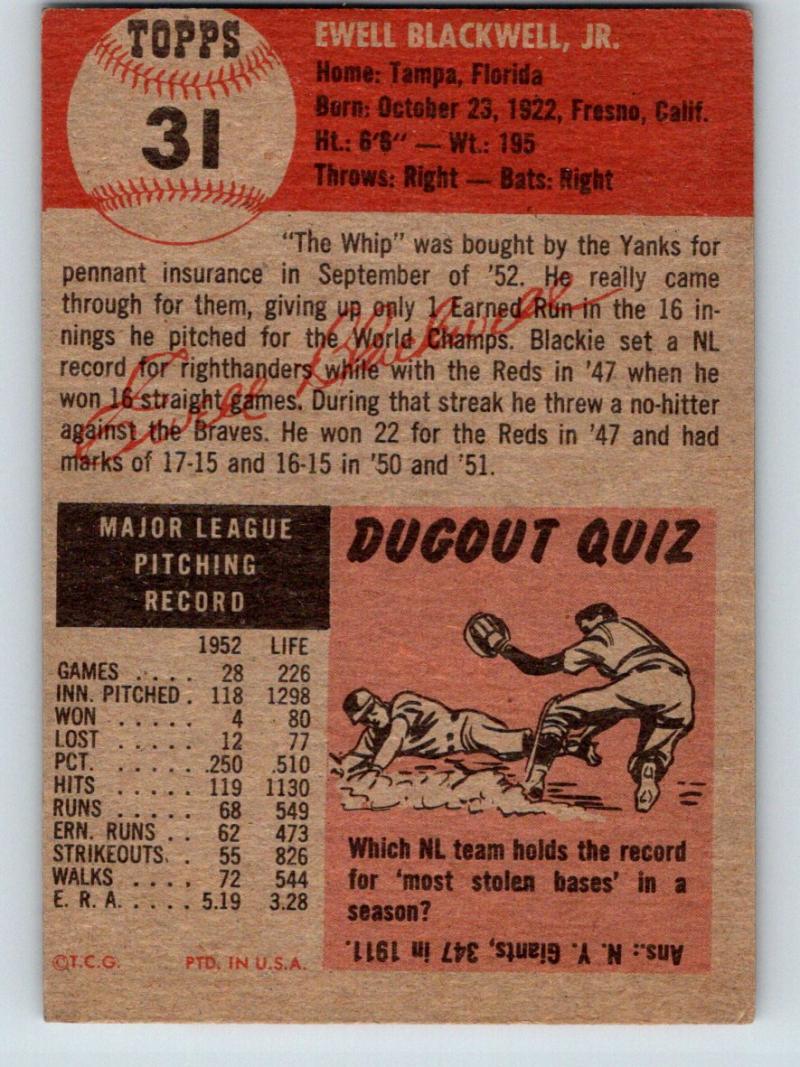 TOPPS
31
EWELL BLACKWELL, JR.
Home: Tampa, Florida
Born: October 23, 1922, Fresno, Calif.
Ht.: 6'6" — Wt.: 195
Throws: Right — Bats: Right
"The Whip" was bought by the Yanks for
pennant insurance in September of '52. He really came
through for them, giving up only 1 Earned Run in the 16 in-
nings he pitched for the World Champs. Blackie set a NL
record for righthanders while with the Reds in '47 when he
won 16 straight games. During that streak he threw a no-hitter
against the Braves. He won 22 for the Reds in '47 and had
marks of 17-15 and 16-15 in '50 and '51.
Ewell Blackwell
MAJOR LEAGUE
PITCHING
RECORD
1952 LIFE
GAMES . . . . 28 226
INN. PITCHED . 118 1298
WON . . . . . 4 80
LOST . . . . . 12 77
PCT. . . . . . .250 .510
HITS . . . . . 119 1130
RUNS . . . . . 68 549
ERN. RUNS . . 62 473
STRIKEOUTS. . 55 826
WALKS . . . . 72 544
E. R. A. . . . . 5.19 3.28
©T.C.G. PTD. IN U.S.A.
DUGOUT QUIZ
Which NL team holds the record
for 'most stolen bases' in a
season?
Ans.: N. Y. Giants, 347 in 1911.